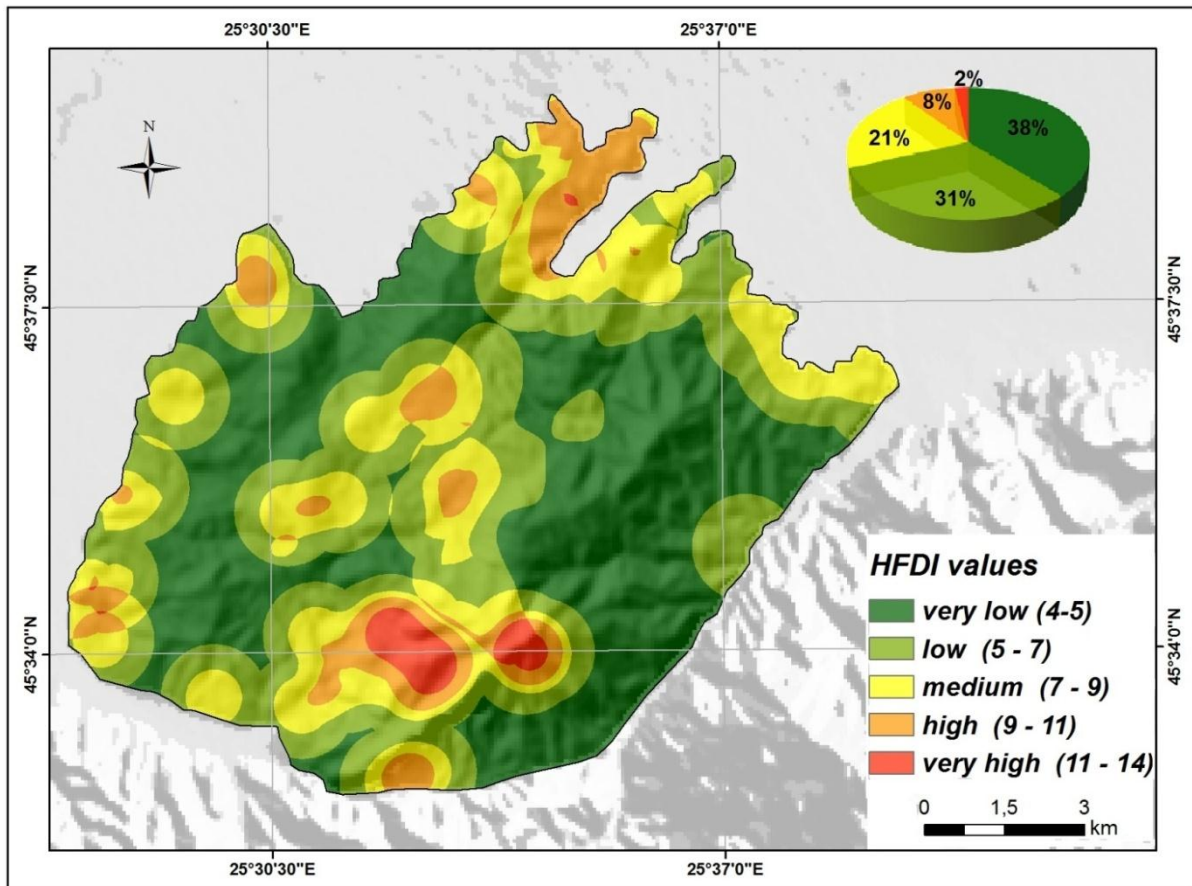 25°30'30"E 25°37'0"E
N
2%
8%
38%
21%
31%
45°37'30"N
45°37'30"N
HFDI values
very low (4-5)
low (5 - 7)
medium (7 - 9)
high (9 - 11)
very high (11 - 14)
45°34'0"N
45°34'0"N
0 1,5 3
km
25°30'30"E 25°37'0"E